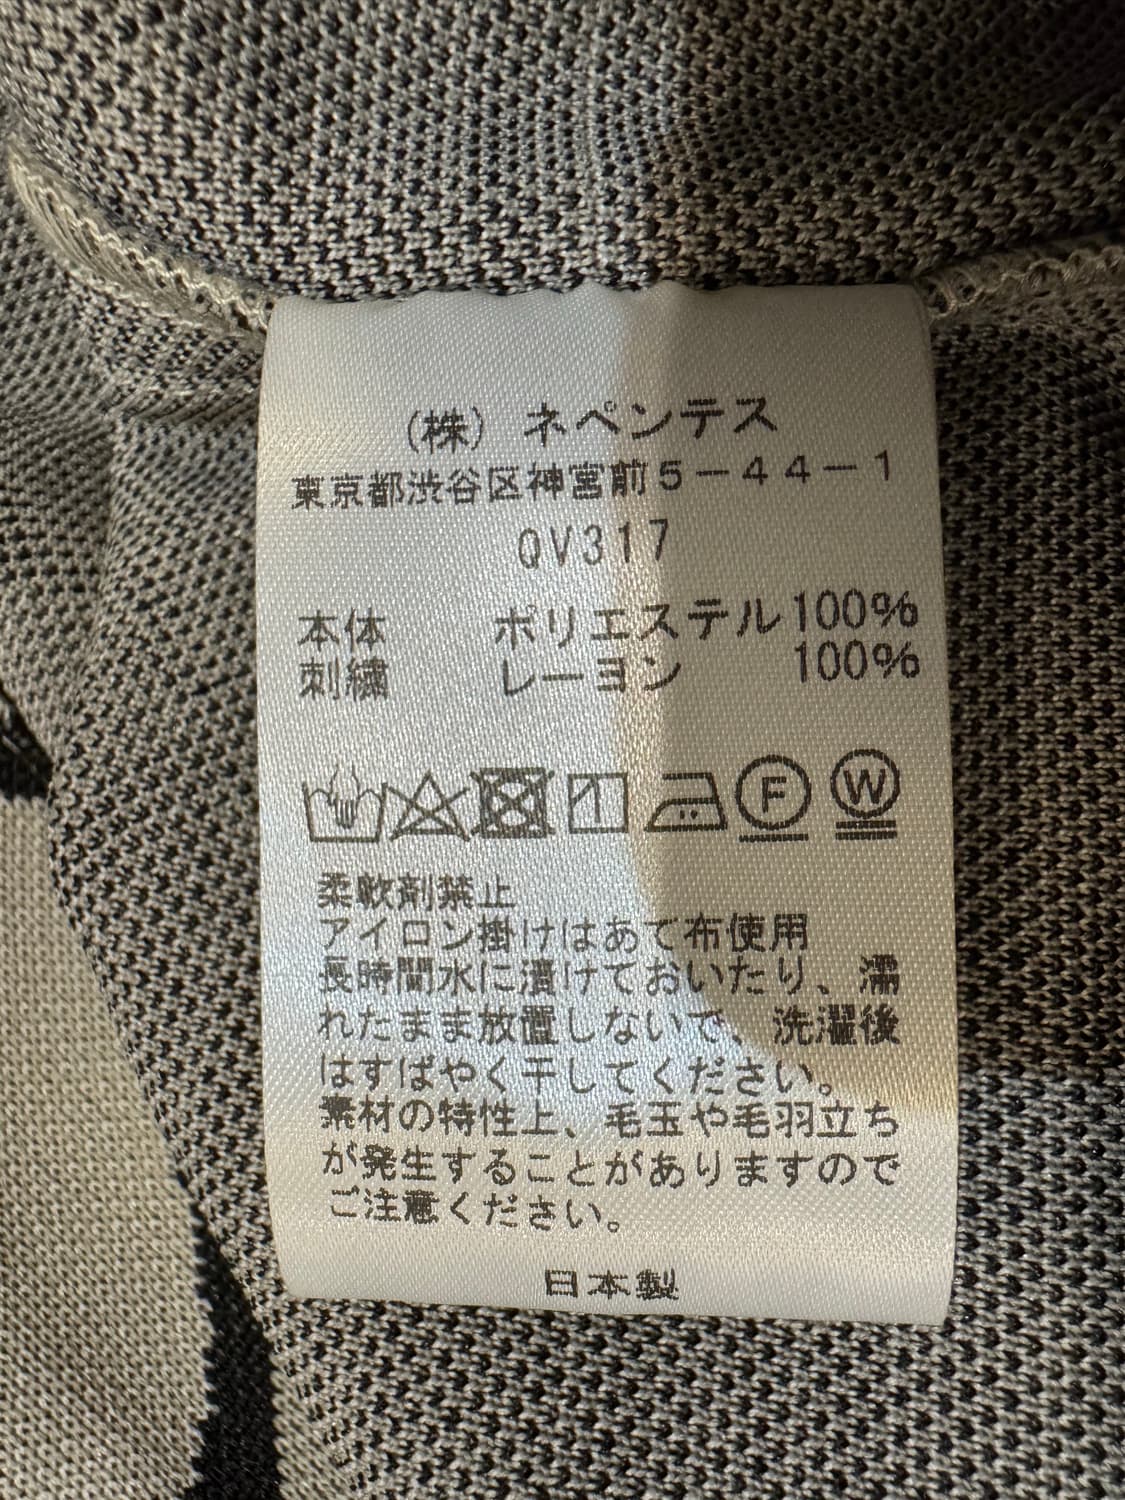 (株) ネペンテス
東京都渋谷区神宮前5－44－1
QV317
本体 ポリエステル100%
刺繍 レーヨン 100%
F W
柔軟剤禁止
アイロン掛けはあて布使用
長時間水に漬けておいたり、濡
れたまま放置しないで、洗濯後
はすばやく干してください。
素材の特性上、毛玉や毛羽立ち
が発生することがありますので
ご注意ください。
日本製